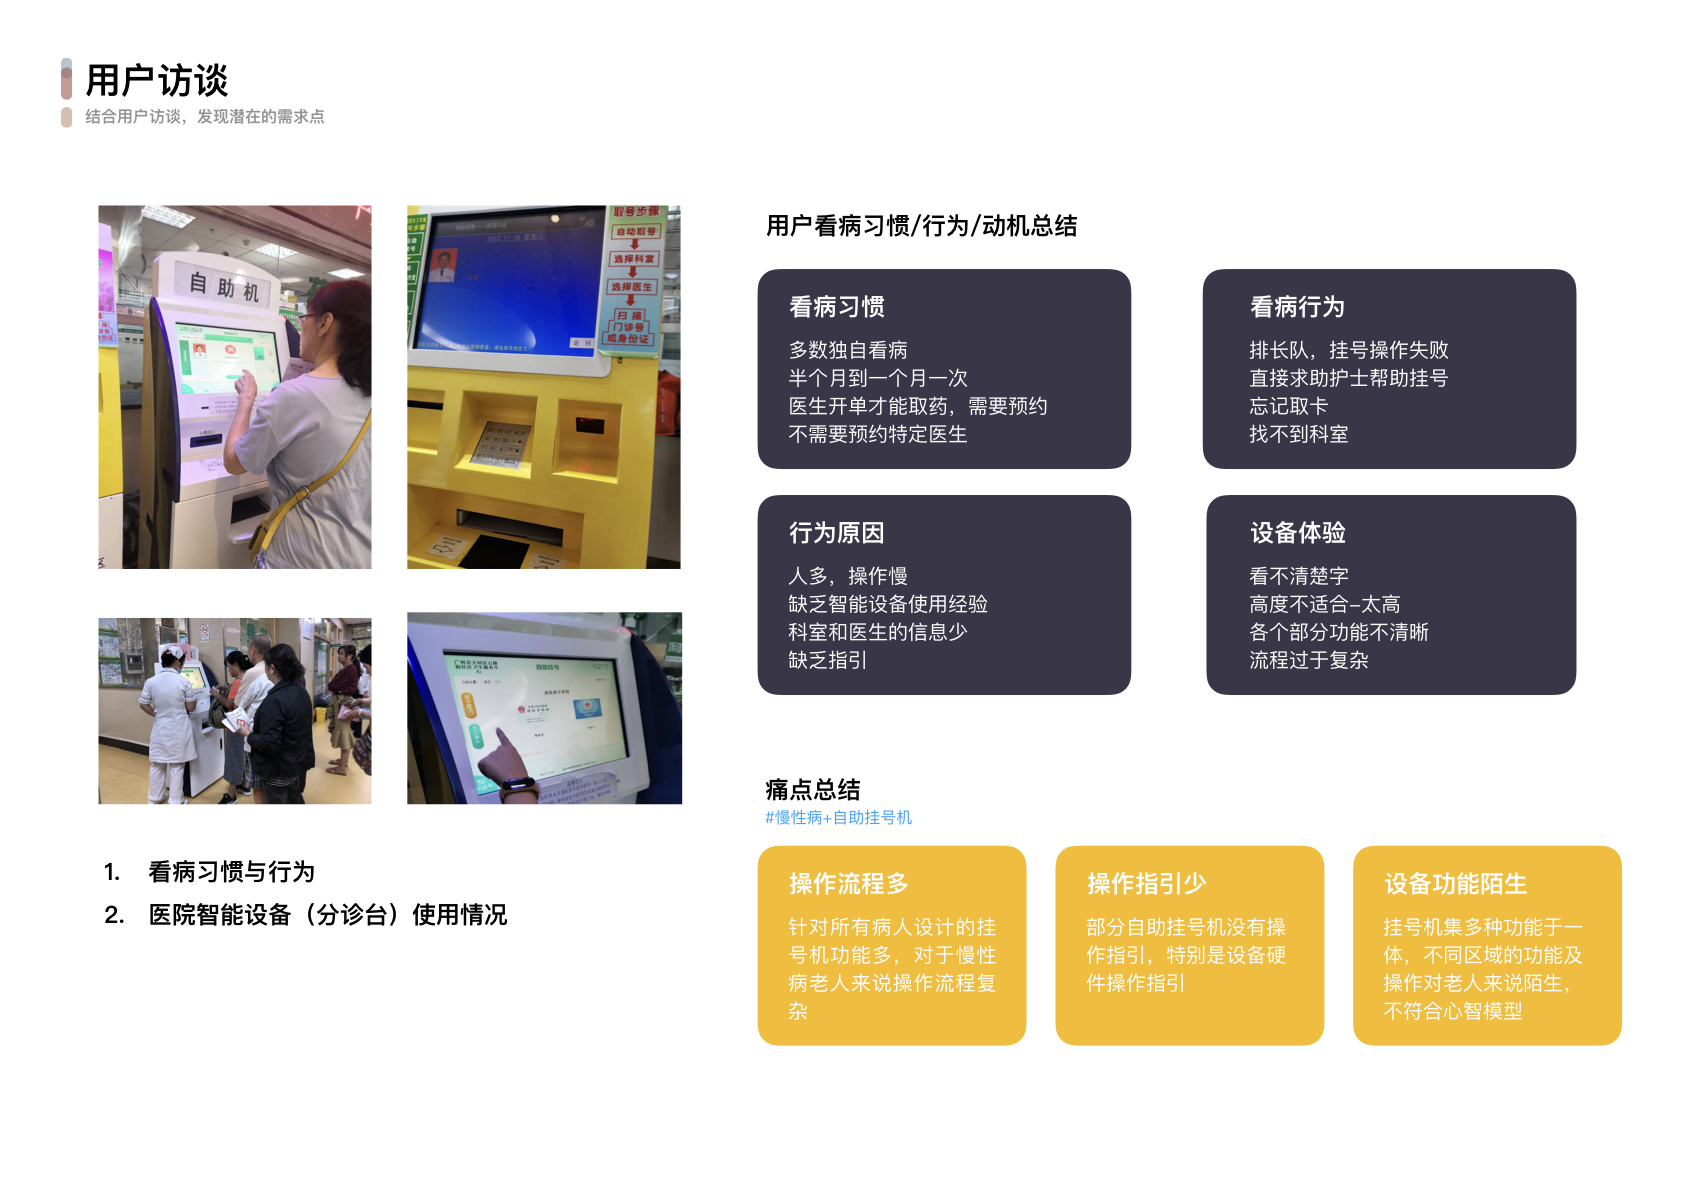 用户访谈
结合用户访谈，发现潜在的需求点
自助机
取号步骤
自动取号
选择科室
选择医生
扫描
门诊号
或身份证
自助挂号
1. 看病习惯与行为
2. 医院智能设备（分诊台）使用情况
用户看病习惯/行为/动机总结
看病习惯
多数独自看病
半个月到一个月一次
医生开单才能取药，需要预约
不需要预约特定医生
看病行为
排长队，挂号操作失败
直接求助护士帮助挂号
忘记取卡
找不到科室
行为原因
人多，操作慢
缺乏智能设备使用经验
科室和医生的信息少
缺乏指引
设备体验
看不清楚字
高度不适合–太高
各个部分功能不清晰
流程过于复杂
痛点总结
#慢性病+自助挂号机
操作流程多
针对所有病人设计的挂
号机功能多，对于慢性
病老人来说操作流程复
杂
操作指引少
部分自助挂号机没有操
作指引，特别是设备硬
件操作指引
设备功能陌生
挂号机集多种功能于一
体，不同区域的功能及
操作对老人来说陌生，
不符合心智模型